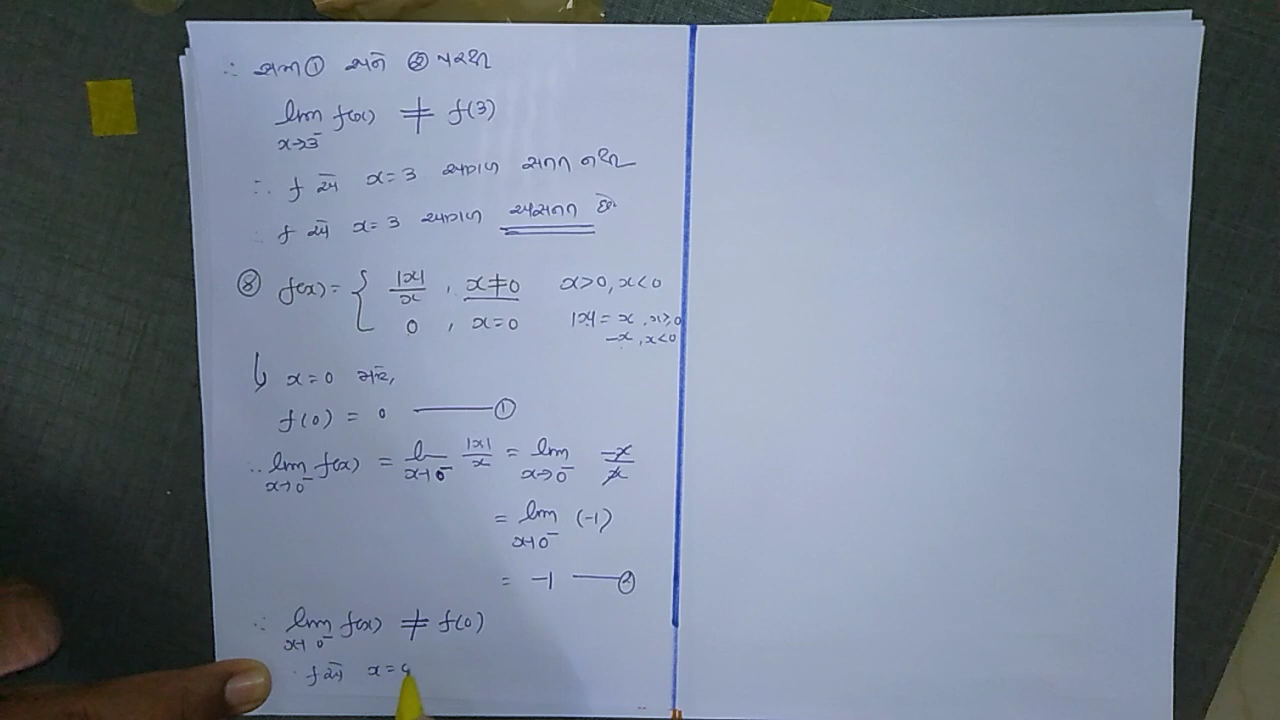 ∴ સમ ① અને ② પરથી
lim x→3⁻ f(x) ≠ f(3)
∴ f એ x = 3 આગળ સતત નથી
∴ f એ x = 3 આગળ અસતત છે
⑧ f(x) = { |x|/x , x ≠ 0 x > 0, x < 0
0 , x = 0 |x| = x , x ≥ 0
-x , x < 0
↳ x = 0 માટે,
f(0) = 0 —— ①
∴ lim x→0⁻ f(x) = lim x→0⁻ |x|/x = lim x→0⁻ -x/x
= lim x→0⁻ (-1)
= -1 —— ②
∴ lim x→0⁻ f(x) ≠ f(0)
∴ f એ x =